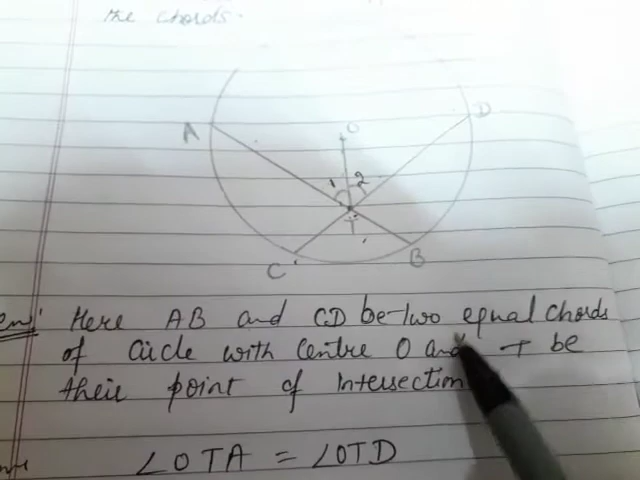 the chords.
A
O
D
1 2
T
C
B
Here AB and CD be two equal chords
of circle with Centre O and T be
their point of Intersection
∠OTA = ∠OTD